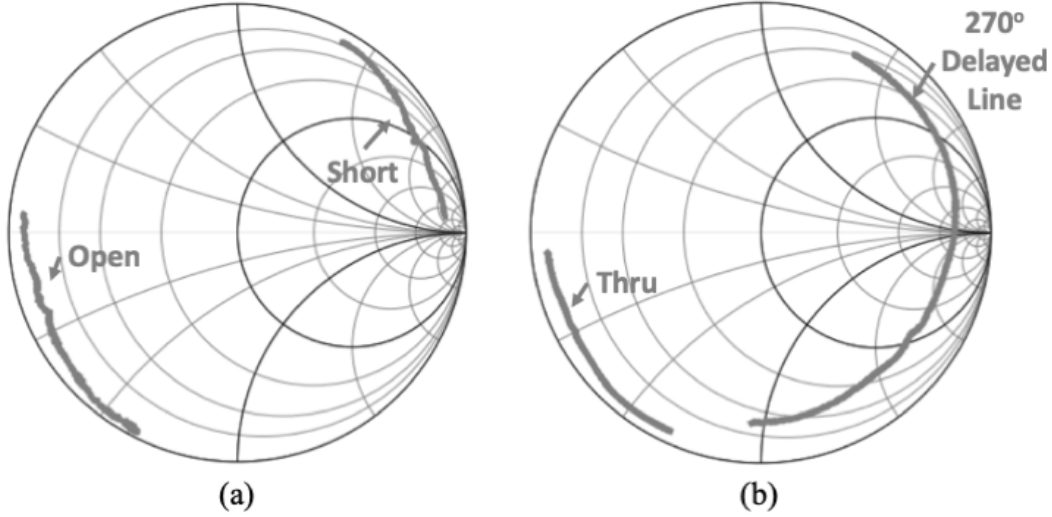 Short
Open
(a)
270°
Delayed
Line
Thru
(b)